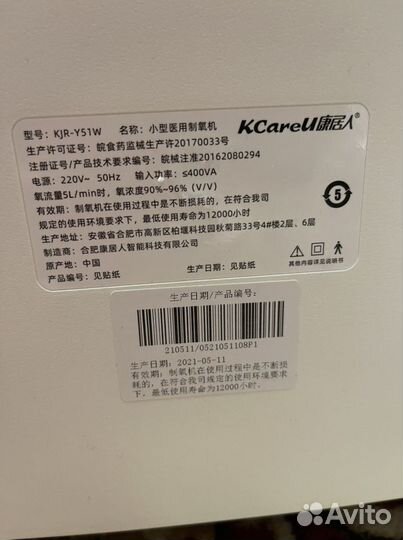 KCareU康居人®
型号：KJR-Y51W 名称：小型医用制氧机
生产许可证号：皖食药监械生产许20170033号
注册证号/产品技术要求编号：皖械注准20162080294
电源：220V~ 50Hz 输入功率：≤400VA
氧流量5L/min时，氧浓度90%~96%（V/V）
有效期：制氧机在使用过程中是不断损耗的，在符合我司
规定的使用环境要求下，最低使用寿命为12000小时
生产地址：安徽省合肥市高新区柏堰科技园秋菊路33号4#楼2层、6层
制造商：合肥康居人智能科技有限公司
原产地：中国
产品编号：见贴纸 生产日期：见贴纸
5
其他内容详见说明书
生产日期/产品编号：
210511/0521051108P1
2021-05-11
有效期：制氧机在使用过程中是不断损
耗的，在符合我司规定的使用环境要求
下，最低使用寿命为12000小时。
Avito